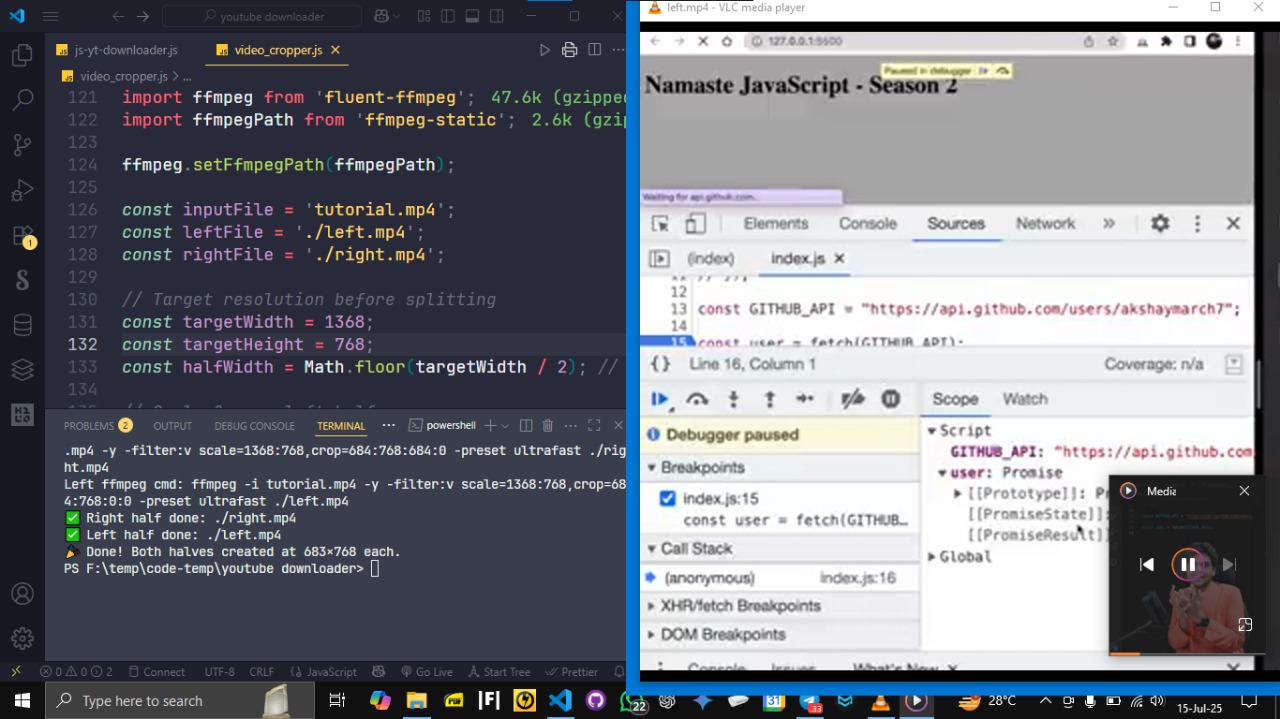 youtube downloader
js-yt-downloader.js
video_cropper.js
video_cropper.js > ...
121 import ffmpeg from 'fluent-ffmpeg'; 47.6k (gzipped
122 import ffmpegPath from 'ffmpeg-static'; 2.6k (gzip
123
124 ffmpeg.setFfmpegPath(ffmpegPath);
125
126 const inputFile = 'tutorial.mp4';
127 const leftFile = './left.mp4';
128 const rightFile = './right.mp4';
129
130 // Target resolution before splitting
131 const targetWidth = 1368;
132 const targetHeight = 768;
133 const halfWidth = Math.floor(targetWidth / 2); //
134
PROBLEMS 2 OUTPUT DEBUG CONSOLE TERMINAL ... powershell
.mp4 -y -filter:v scale=1368:768,crop=684:768:684:0 -preset ultrafast ./rig
ht.mp4
Left ffmpeg cmd: ffmpeg -i tutorial.mp4 -y -filter:v scale=1368:768,crop=68
4:768:0:0 -preset ultrafast ./left.mp4
✅ Right half done: ./right.mp4
✅ Left half done: ./left.mp4
🎉 Done! Both halves created at 683×768 each.
PS F:\temp\code-temp\youtube downloader>
0 0 2 Connect UTF-8 CRLF {} JavaScript Go Live Start Tree Prettier
left.mp4 - VLC media player
127.0.0.1:5500
Paused in debugger
Namaste JavaScript - Season 2
Waiting for api.github.com...
Elements Console Sources Network »
(index) index.js
11 // });
12
13 const GITHUB_API = "https://api.github.com/users/akshaymarch7";
14
15 const user = fetch(GITHUB_API);
{} Line 16, Column 1 Coverage: n/a
Scope Watch
Debugger paused
Breakpoints
index.js:15
const user = fetch(GITHUB…
Call Stack
(anonymous) index.js:16
XHR/fetch Breakpoints
DOM Breakpoints
Script
GITHUB_API: "https://api.github.com
user: Promise
[[Prototype]]: Pr
[[PromiseState]]:
[[PromiseResult]]
Global
Console Issues What's New
Media
Type here to search
22
31
33
28°C
15-Jul-25